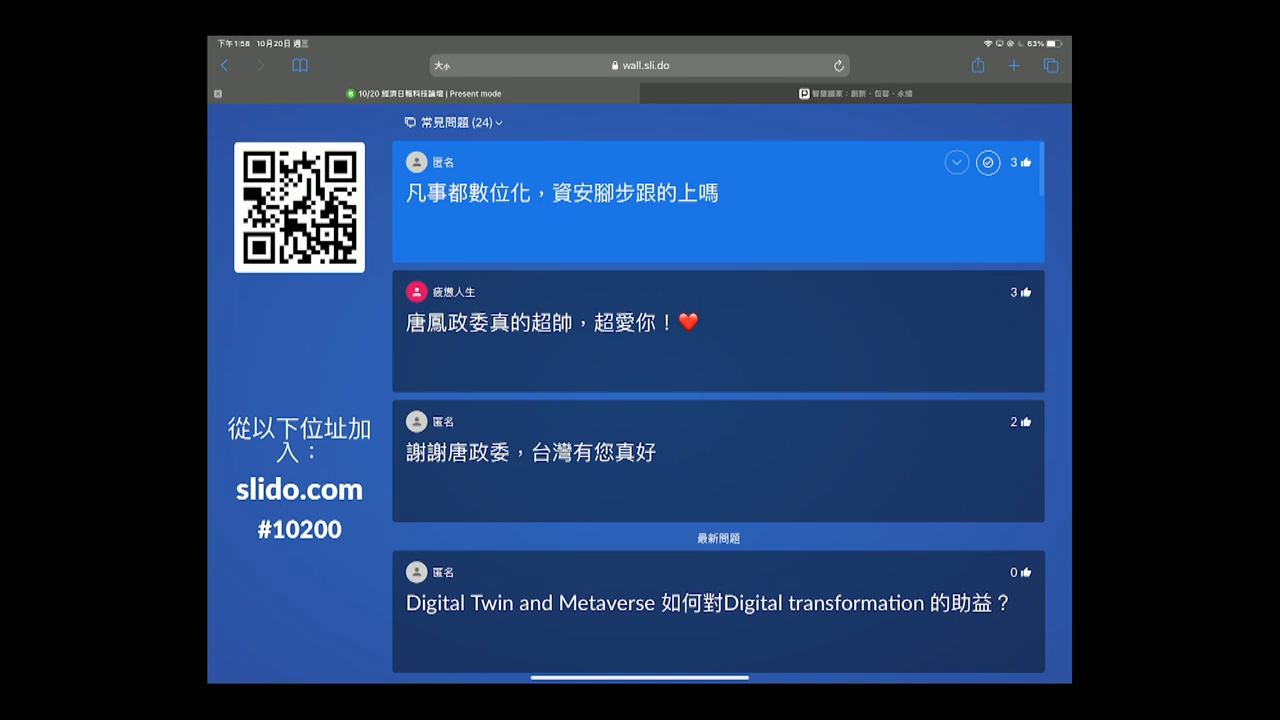 下午1:58 10月20日 週三
63%
大小
wall.sli.do
10/20 經濟日報科技論壇 | Present mode
智慧國家：創新、包容、永續
常見問題 (24)
匿名
3
凡事都數位化，資安腳步跟的上嗎
疲憊人生
3
唐鳳政委真的超帥，超愛你！❤️
匿名
2
謝謝唐政委，台灣有您真好
從以下位址加
入：
slido.com
#10200
最新問題
匿名
0
Digital Twin and Metaverse 如何對Digital transformation 的助益？